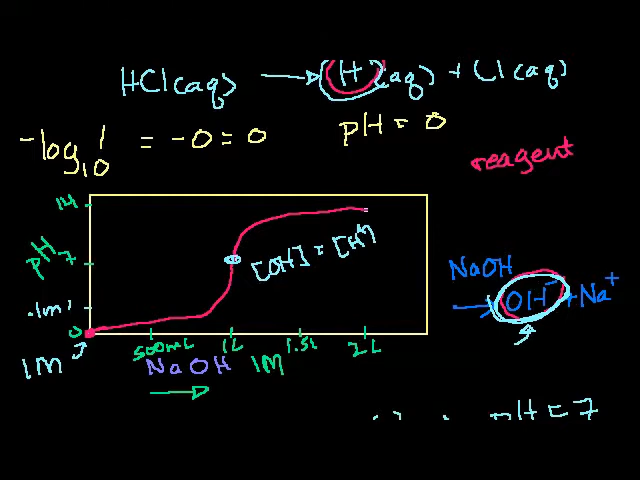 HCl(aq) → H (aq) + Cl(aq)
-log₁₀ 1 = -0 = 0
pH = 0
reagent
14
pH
7
[OH] = [H⁺]
NaOH
→ OH⁻ + Na⁺
.1M
0
1M
500mL
1L
1.5L
2L
NaOH
1M
→
pH = 7